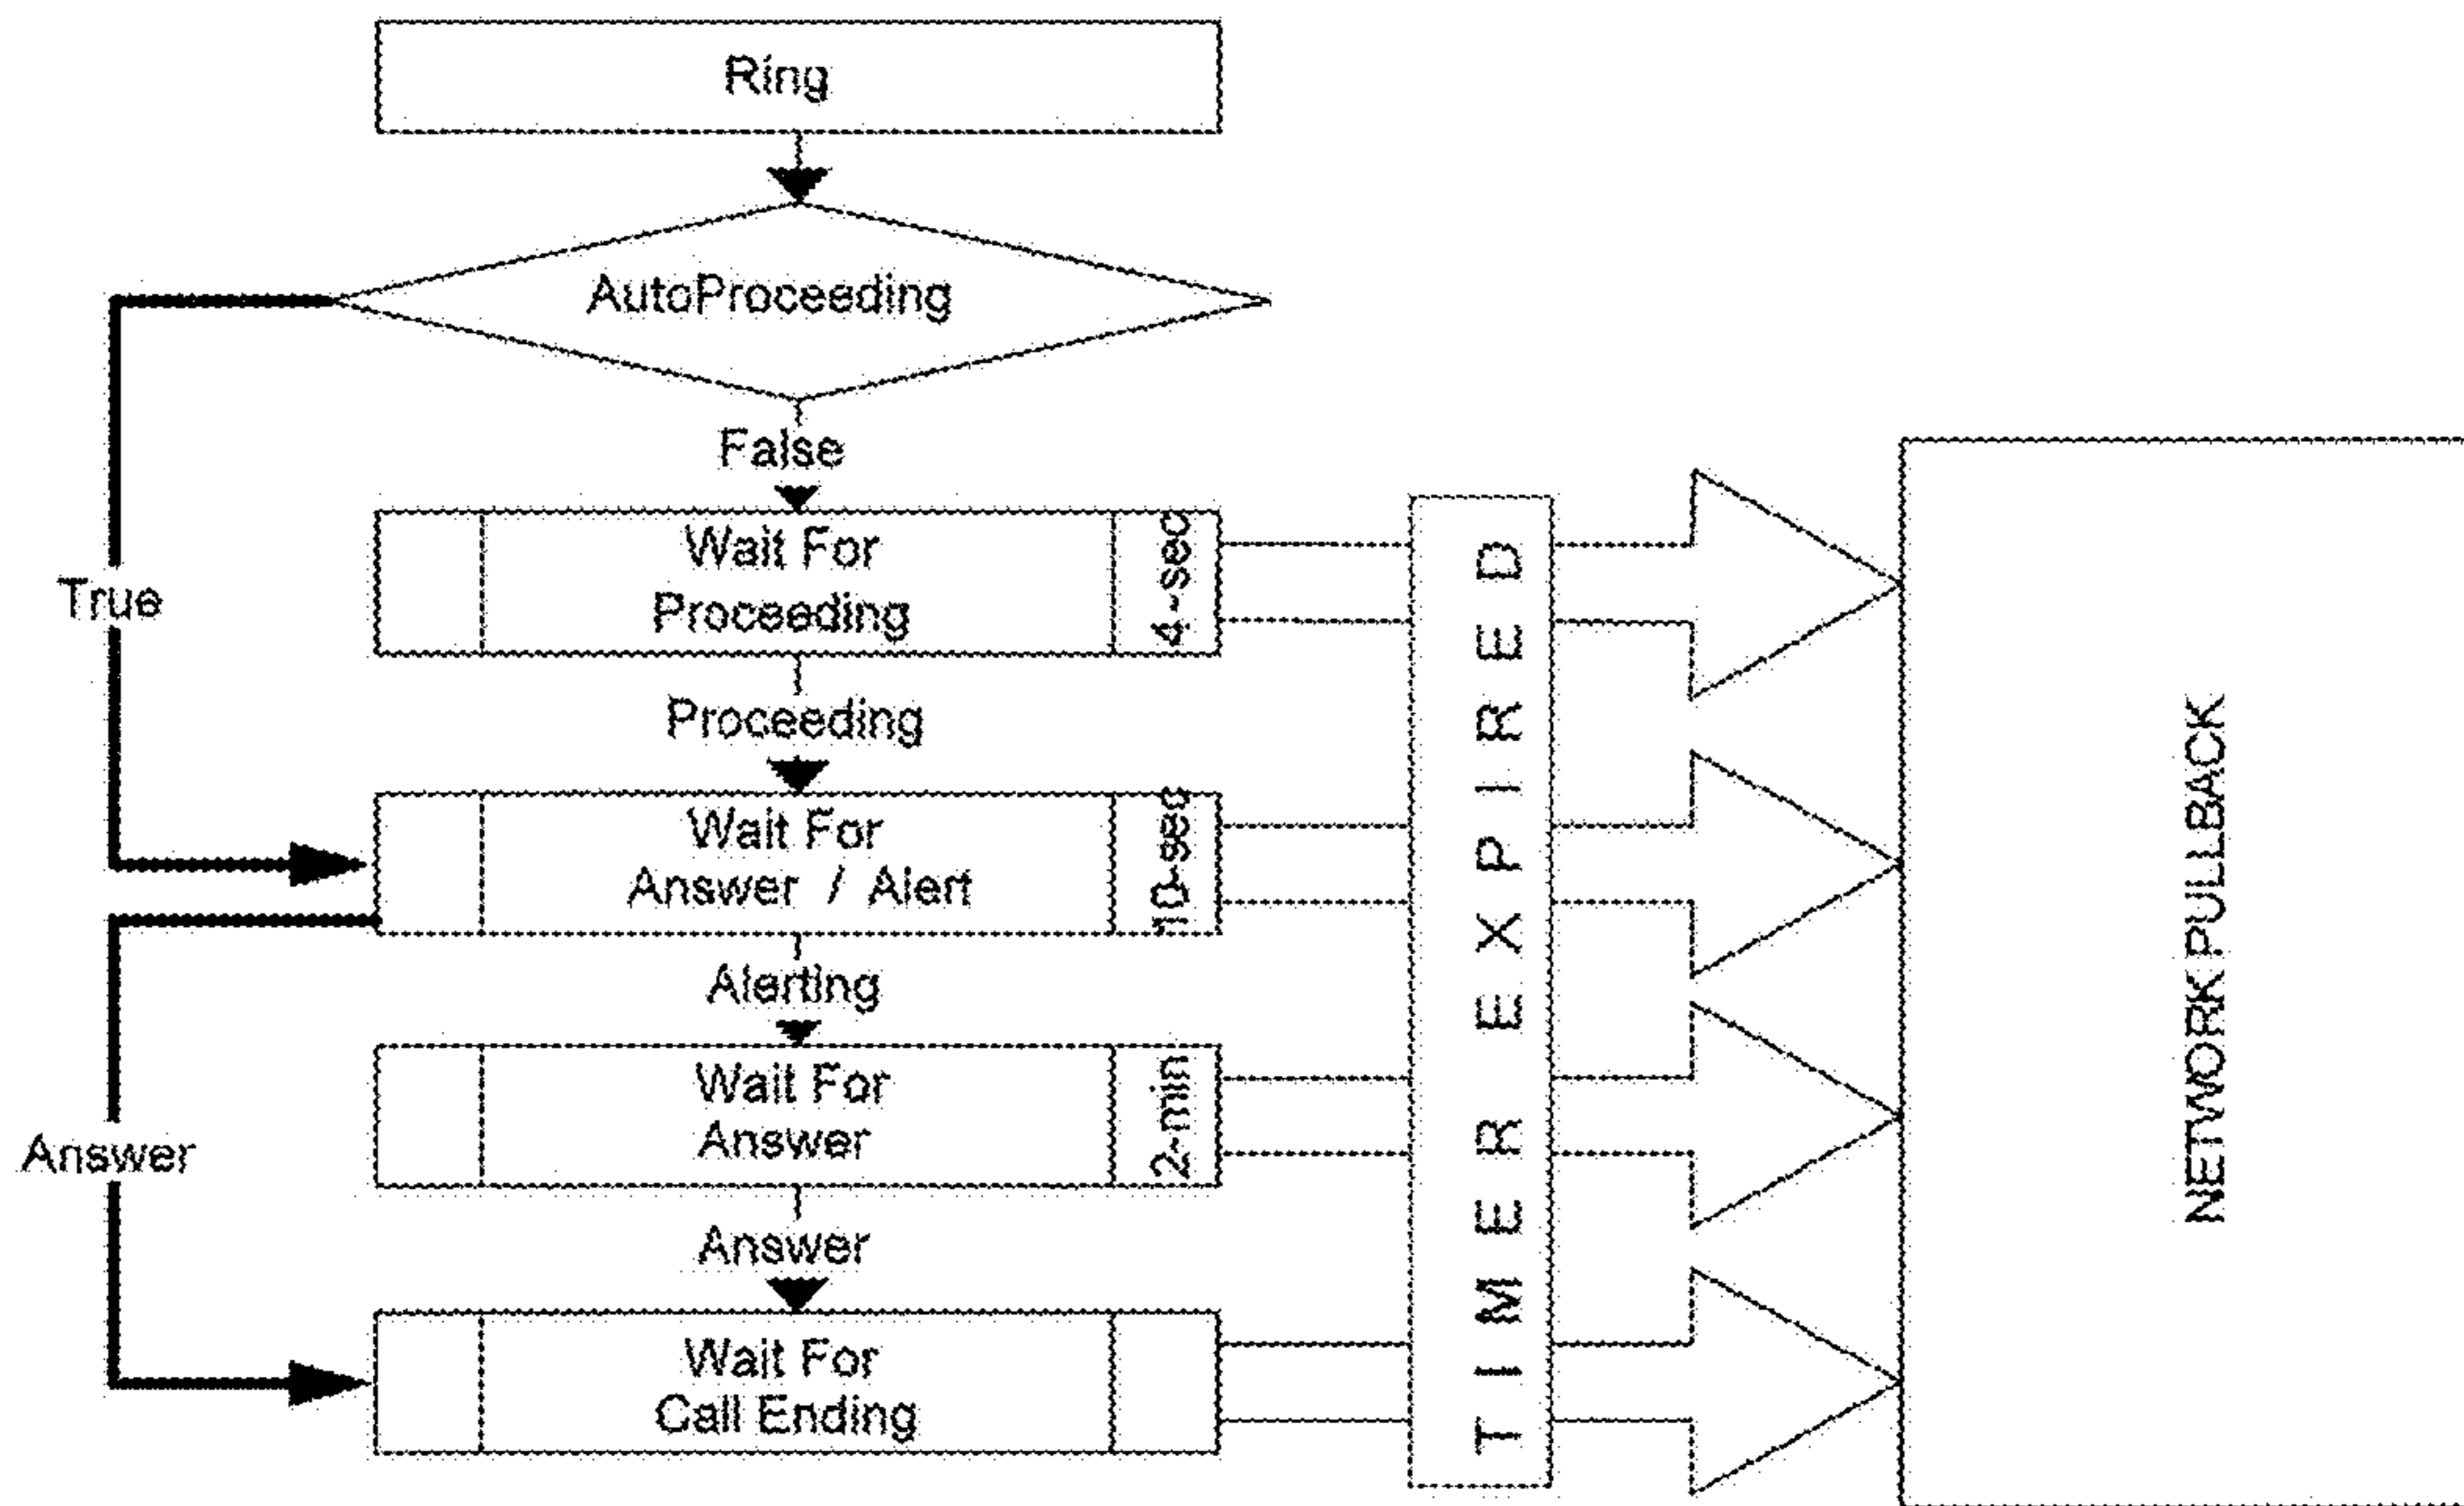 Ring
AutoProceeding
False
True
Wait For
Proceeding
4-sec
Proceeding
Wait For
Answer / Alert
10-sec
Alerting
Wait For
Answer
2-min
Answer
Answer
Wait For
Call Ending
TIMER EXPIRED
NETWORK PULLBACK